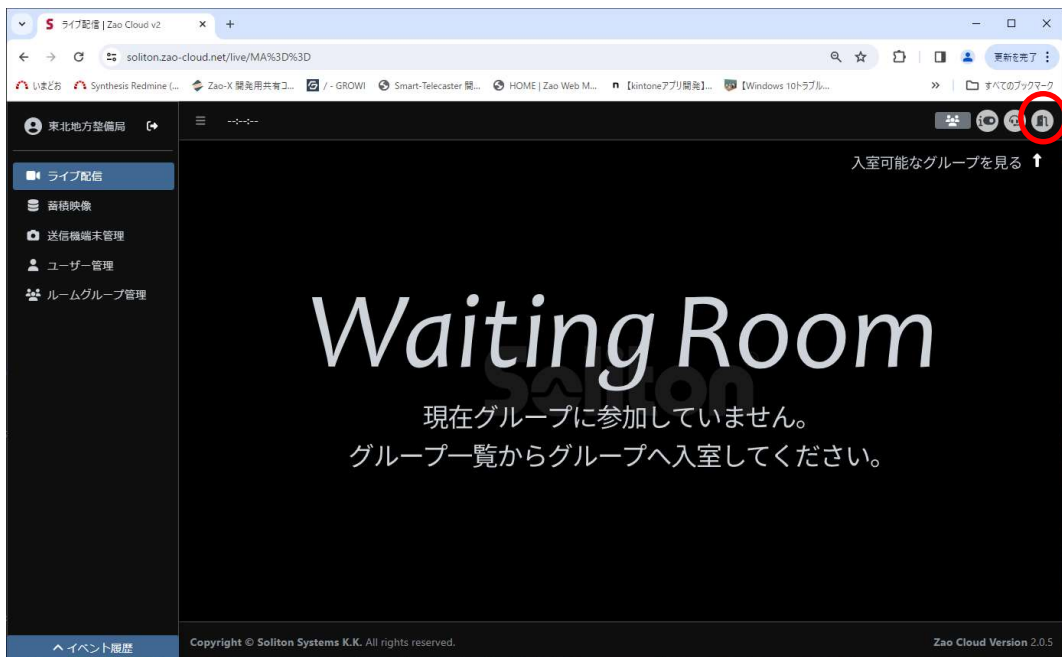 ライブ配信 | Zao Cloud v2
soliton.zao-cloud.net/live/MA%3D%3D
更新を完了
いまどお
Synthesis Redmine (...
Zao-X 開発用共有コ...
/ - GROWI
Smart-Telecaster 開...
HOME | Zao Web M...
【kintoneアプリ開発】...
【Windows 10トラブル...
すべてのブックマーク
東北地方整備局
--:--:--
入室可能なグループを見る
ライブ配信
蓄積映像
送信機端末管理
ユーザー管理
ルームグループ管理
Soliton
Waiting Room
現在グループに参加していません。
グループ一覧からグループへ入室してください。
イベント履歴
Copyright © Soliton Systems K.K. All rights reserved.
Zao Cloud Version 2.0.5